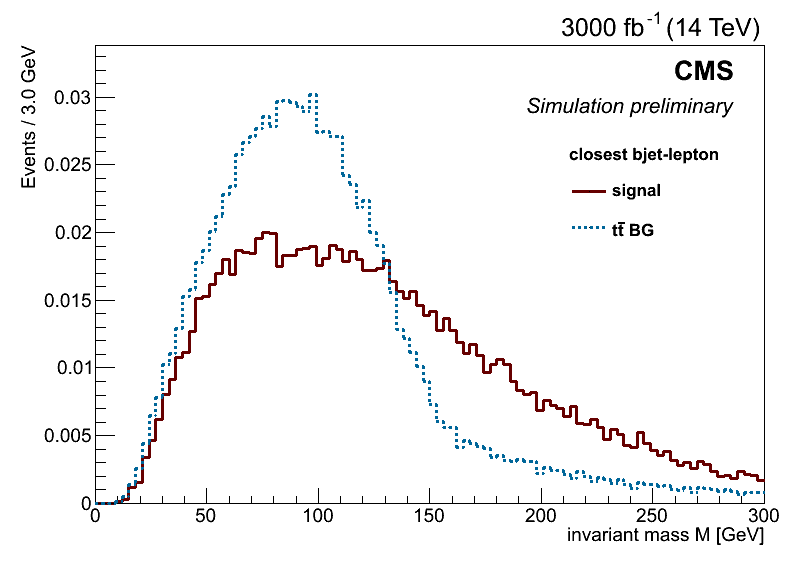 3000 fb⁻¹ (14 TeV)
Events / 3.0 GeV
CMS
Simulation preliminary
closest bjet-lepton
signal
tt̄ BG
0.03
0.025
0.02
0.015
0.01
0.005
0
0 50 100 150 200 250 300
invariant mass M [GeV]